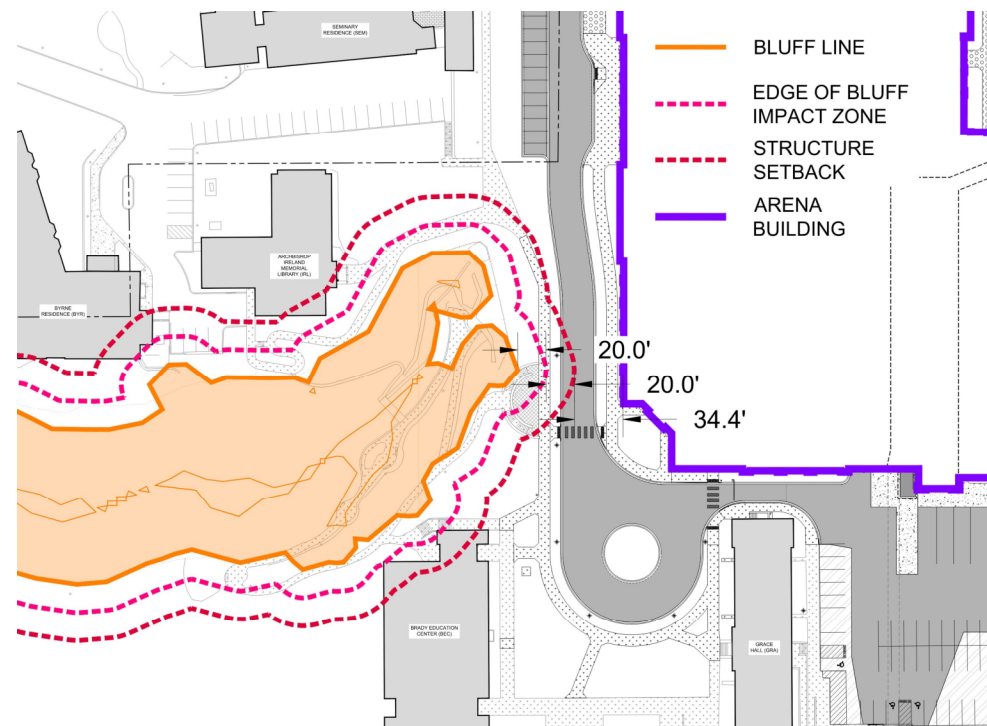 SEMINARY
RESIDENCE (SEM)
BLUFF LINE
EDGE OF BLUFF
IMPACT ZONE
STRUCTURE
SETBACK
ARENA
BUILDING
ARCHBISHOP
IRELAND
MEMORIAL
LIBRARY (IRL)
BYRNE
RESIDENCE (BYR)
20.0'
20.0'
34.4'
BRADY EDUCATION
CENTER (BEC)
GRACE
HALL (GRA)